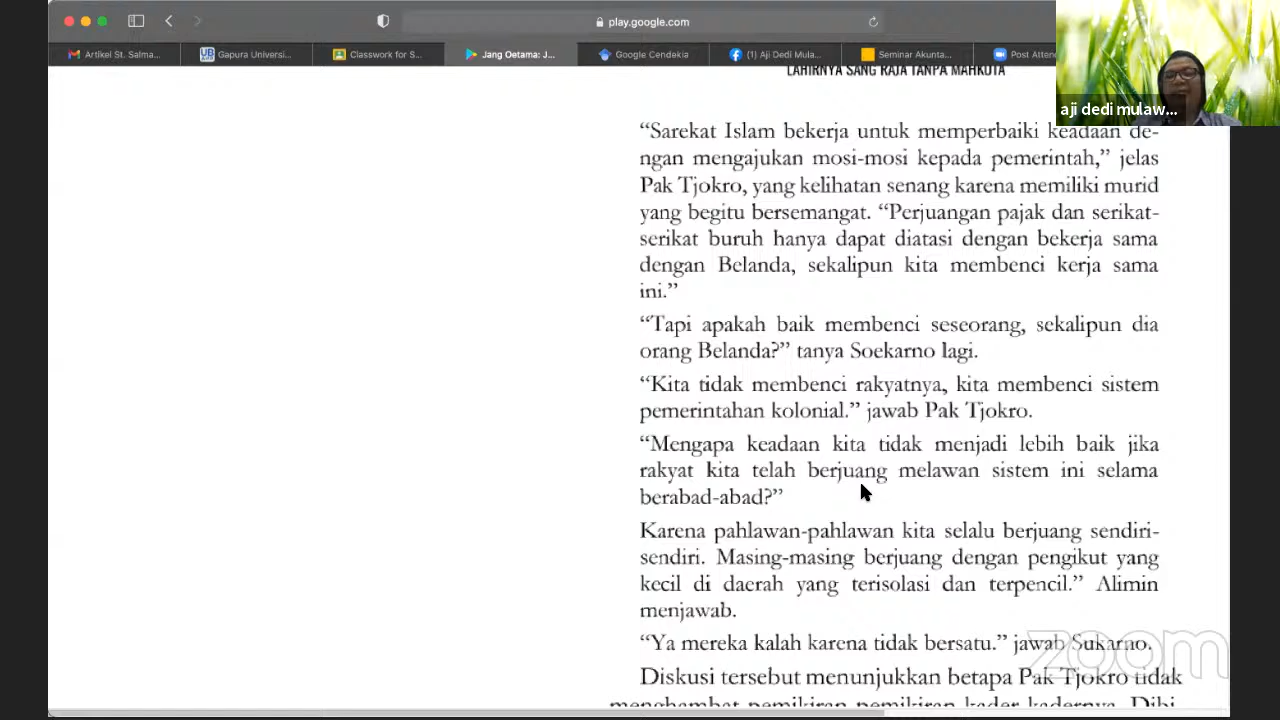 play.google.com
Artikel St. Salma...
Gapura Universi...
Classwork for S...
Jang Oetama: J...
Google Cendekia
(1) Aji Dedi Mula...
Seminar Akunta...
Post Atten
aji dedi mulaw...
LAHIRNYA SANG RAJA TANPA MAHKOTA
“Sarekat Islam bekerja untuk memperbaiki keadaan de-
ngan mengajukan mosi-mosi kepada pemerintah,” jelas
Pak Tjokro, yang kelihatan senang karena memiliki murid
yang begitu bersemangat. “Perjuangan pajak dan serikat-
serikat buruh hanya dapat diatasi dengan bekerja sama
dengan Belanda, sekalipun kita membenci kerja sama
ini.”
“Tapi apakah baik membenci seseorang, sekalipun dia
orang Belanda?” tanya Soekarno lagi.
“Kita tidak membenci rakyatnya, kita membenci sistem
pemerintahan kolonial.” jawab Pak Tjokro.
“Mengapa keadaan kita tidak menjadi lebih baik jika
rakyat kita telah berjuang melawan sistem ini selama
berabad-abad?”
Karena pahlawan-pahlawan kita selalu berjuang sendiri-
sendiri. Masing-masing berjuang dengan pengikut yang
kecil di daerah yang terisolasi dan terpencil.” Alimin
menjawab.
“Ya mereka kalah karena tidak bersatu.” jawab Sukarno.
Diskusi tersebut menunjukkan betapa Pak Tjokro tidak
menghambat pemikiran-pemikiran kader-kadernya. Dibi
zoom